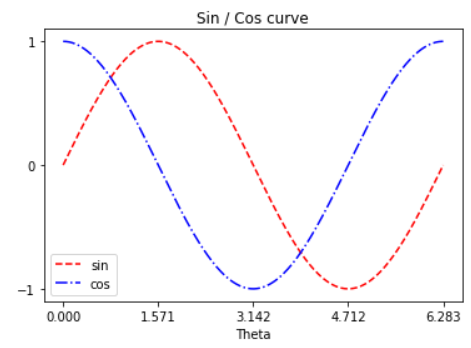 Sin / Cos curve
1
0
−1
sin
cos
0.000 1.571 3.142 4.712 6.283
Theta